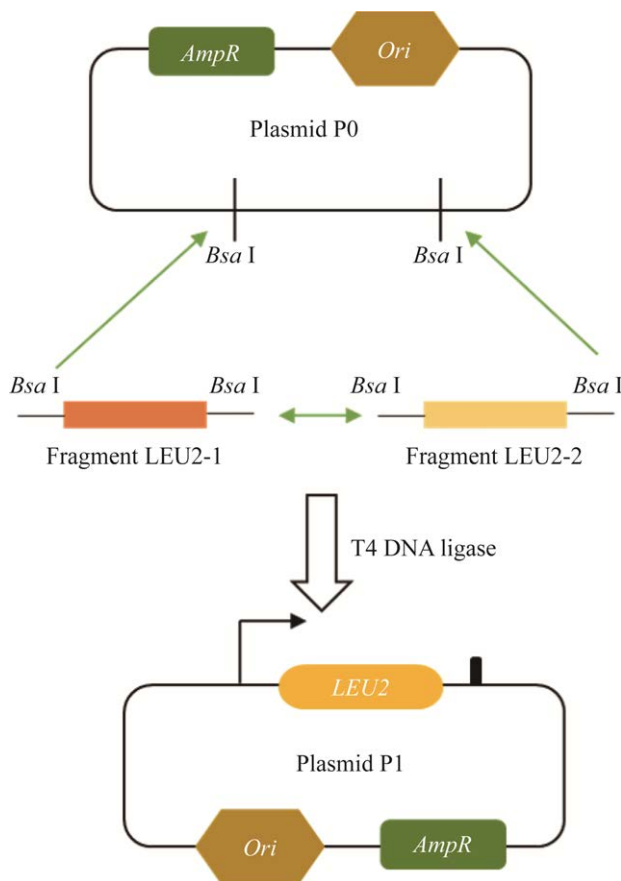 AmpR
Ori
Plasmid P0
Bsa I
Bsa I
Bsa I
Bsa I
Bsa I
Bsa I
Fragment LEU2-1
Fragment LEU2-2
T4 DNA ligase
LEU2
Plasmid P1
Ori
AmpR